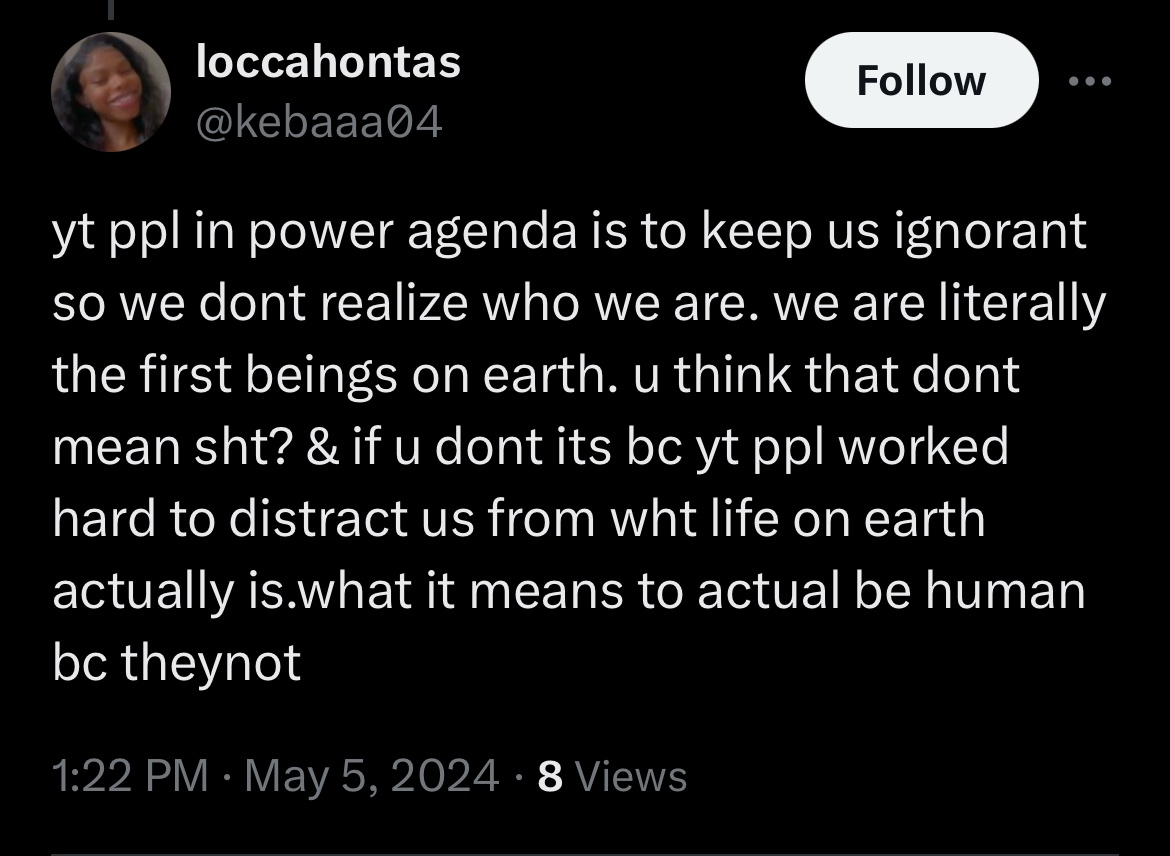 loccahontas
@kebaaa04
Follow
yt ppl in power agenda is to keep us ignorant
so we dont realize who we are. we are literally
the first beings on earth. u think that dont
mean sht? & if u dont its bc yt ppl worked
hard to distract us from wht life on earth
actually is.what it means to actual be human
bc theynot
1:22 PM · May 5, 2024 · 8 Views